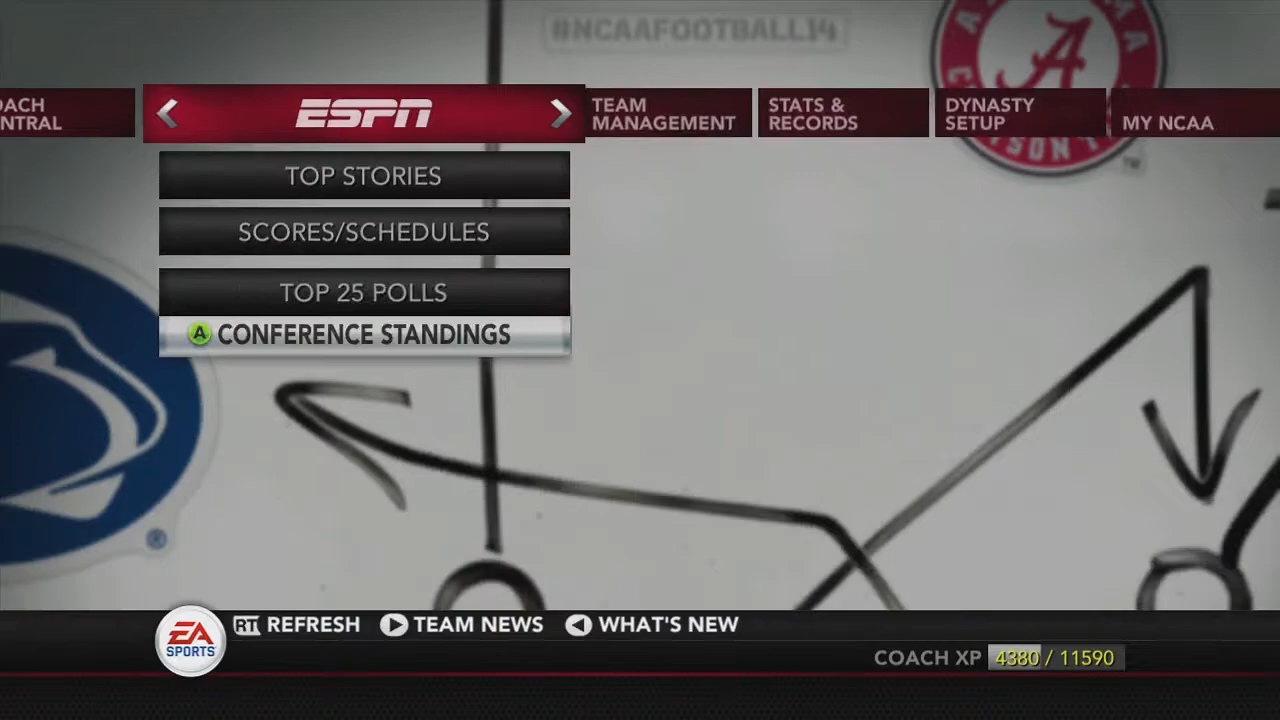 #NCAAFOOTBALL14
ACH
NTRAL
ESPN
TEAM
MANAGEMENT
STATS &
RECORDS
DYNASTY
SETUP
MY NCAA
TOP STORIES
SCORES/SCHEDULES
TOP 25 POLLS
A CONFERENCE STANDINGS
RT REFRESH
TEAM NEWS
WHAT'S NEW
EA
SPORTS
COACH XP 4380 / 11590